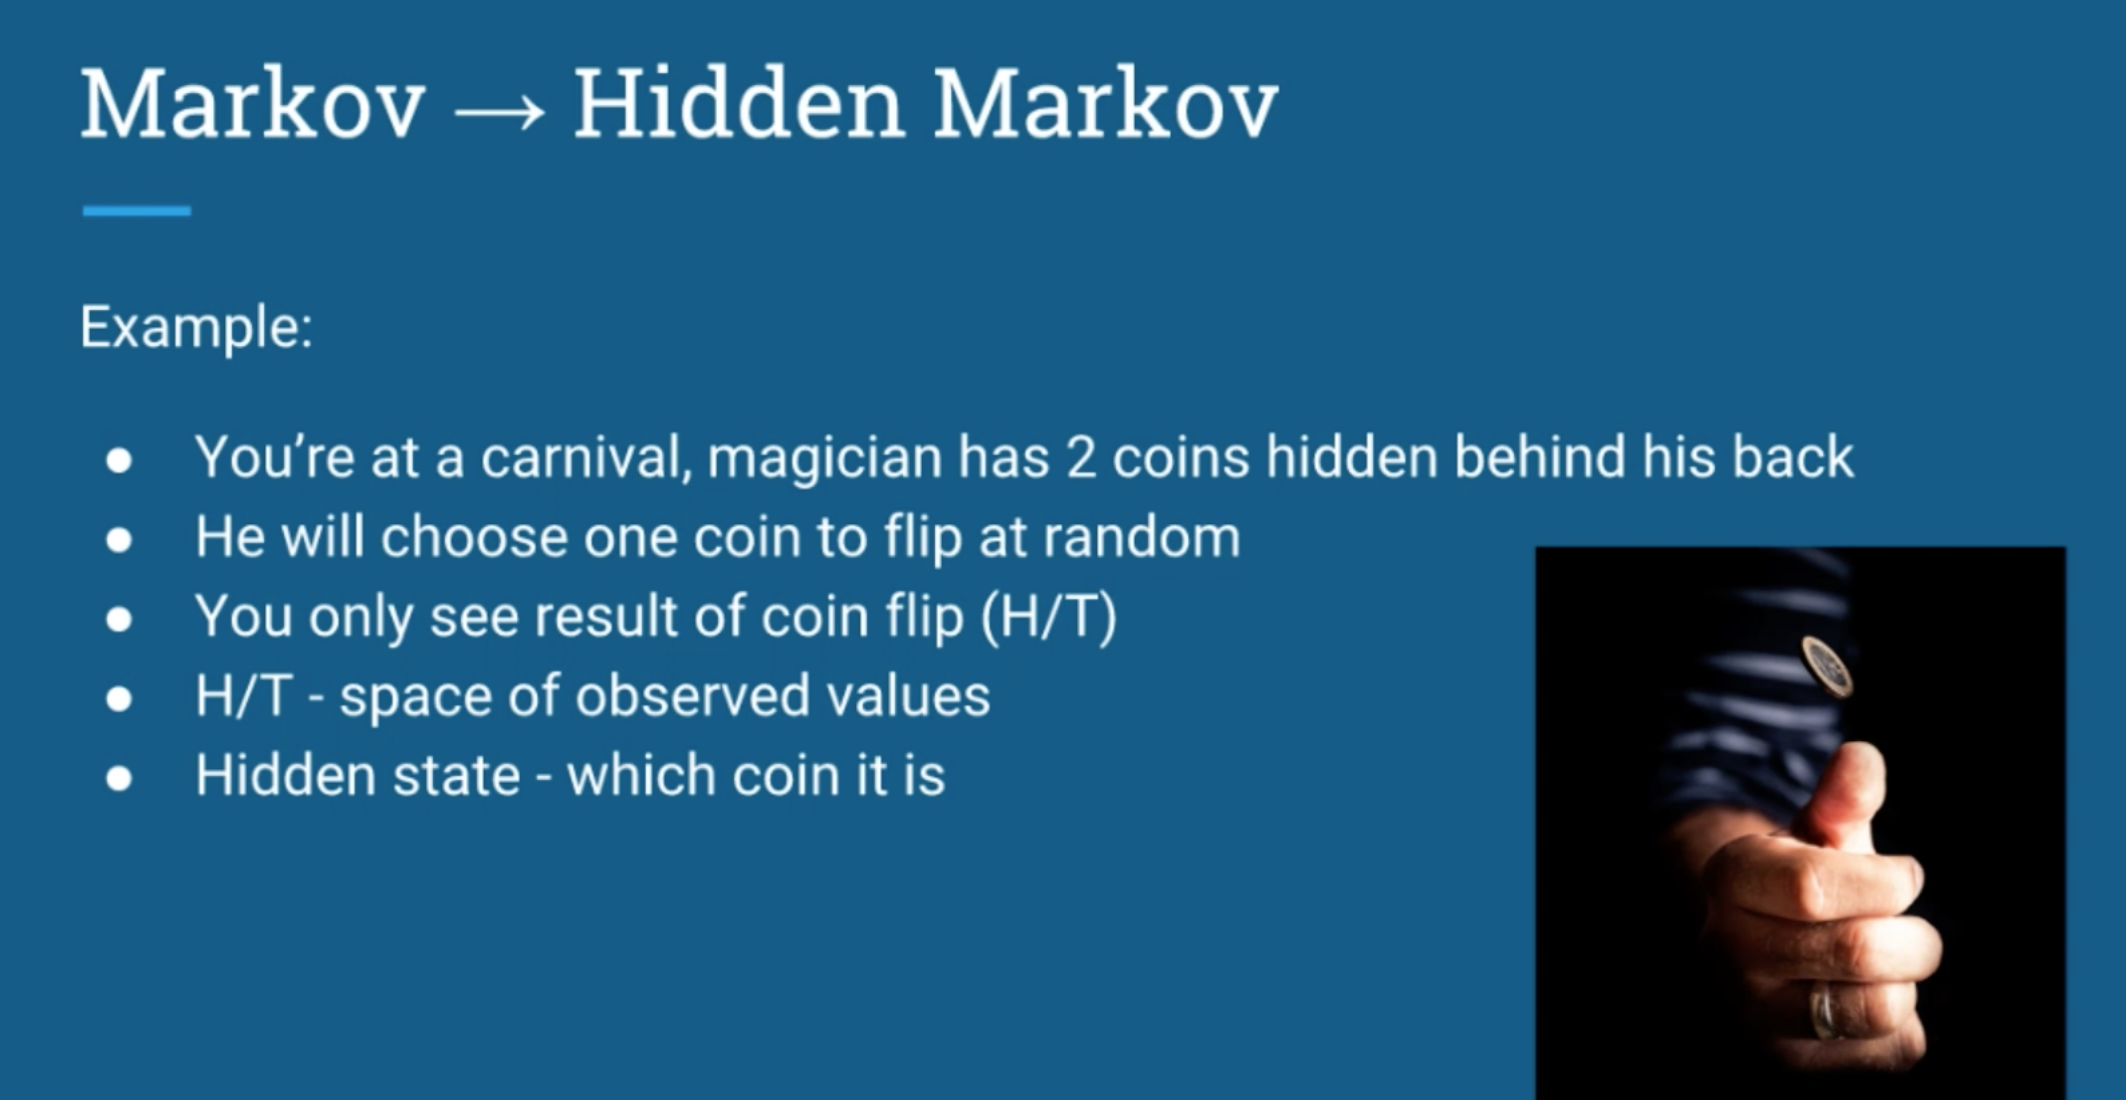 Markov → Hidden Markov
Example:
● You’re at a carnival, magician has 2 coins hidden behind his back
● He will choose one coin to flip at random
● You only see result of coin flip (H/T)
● H/T - space of observed values
● Hidden state - which coin it is